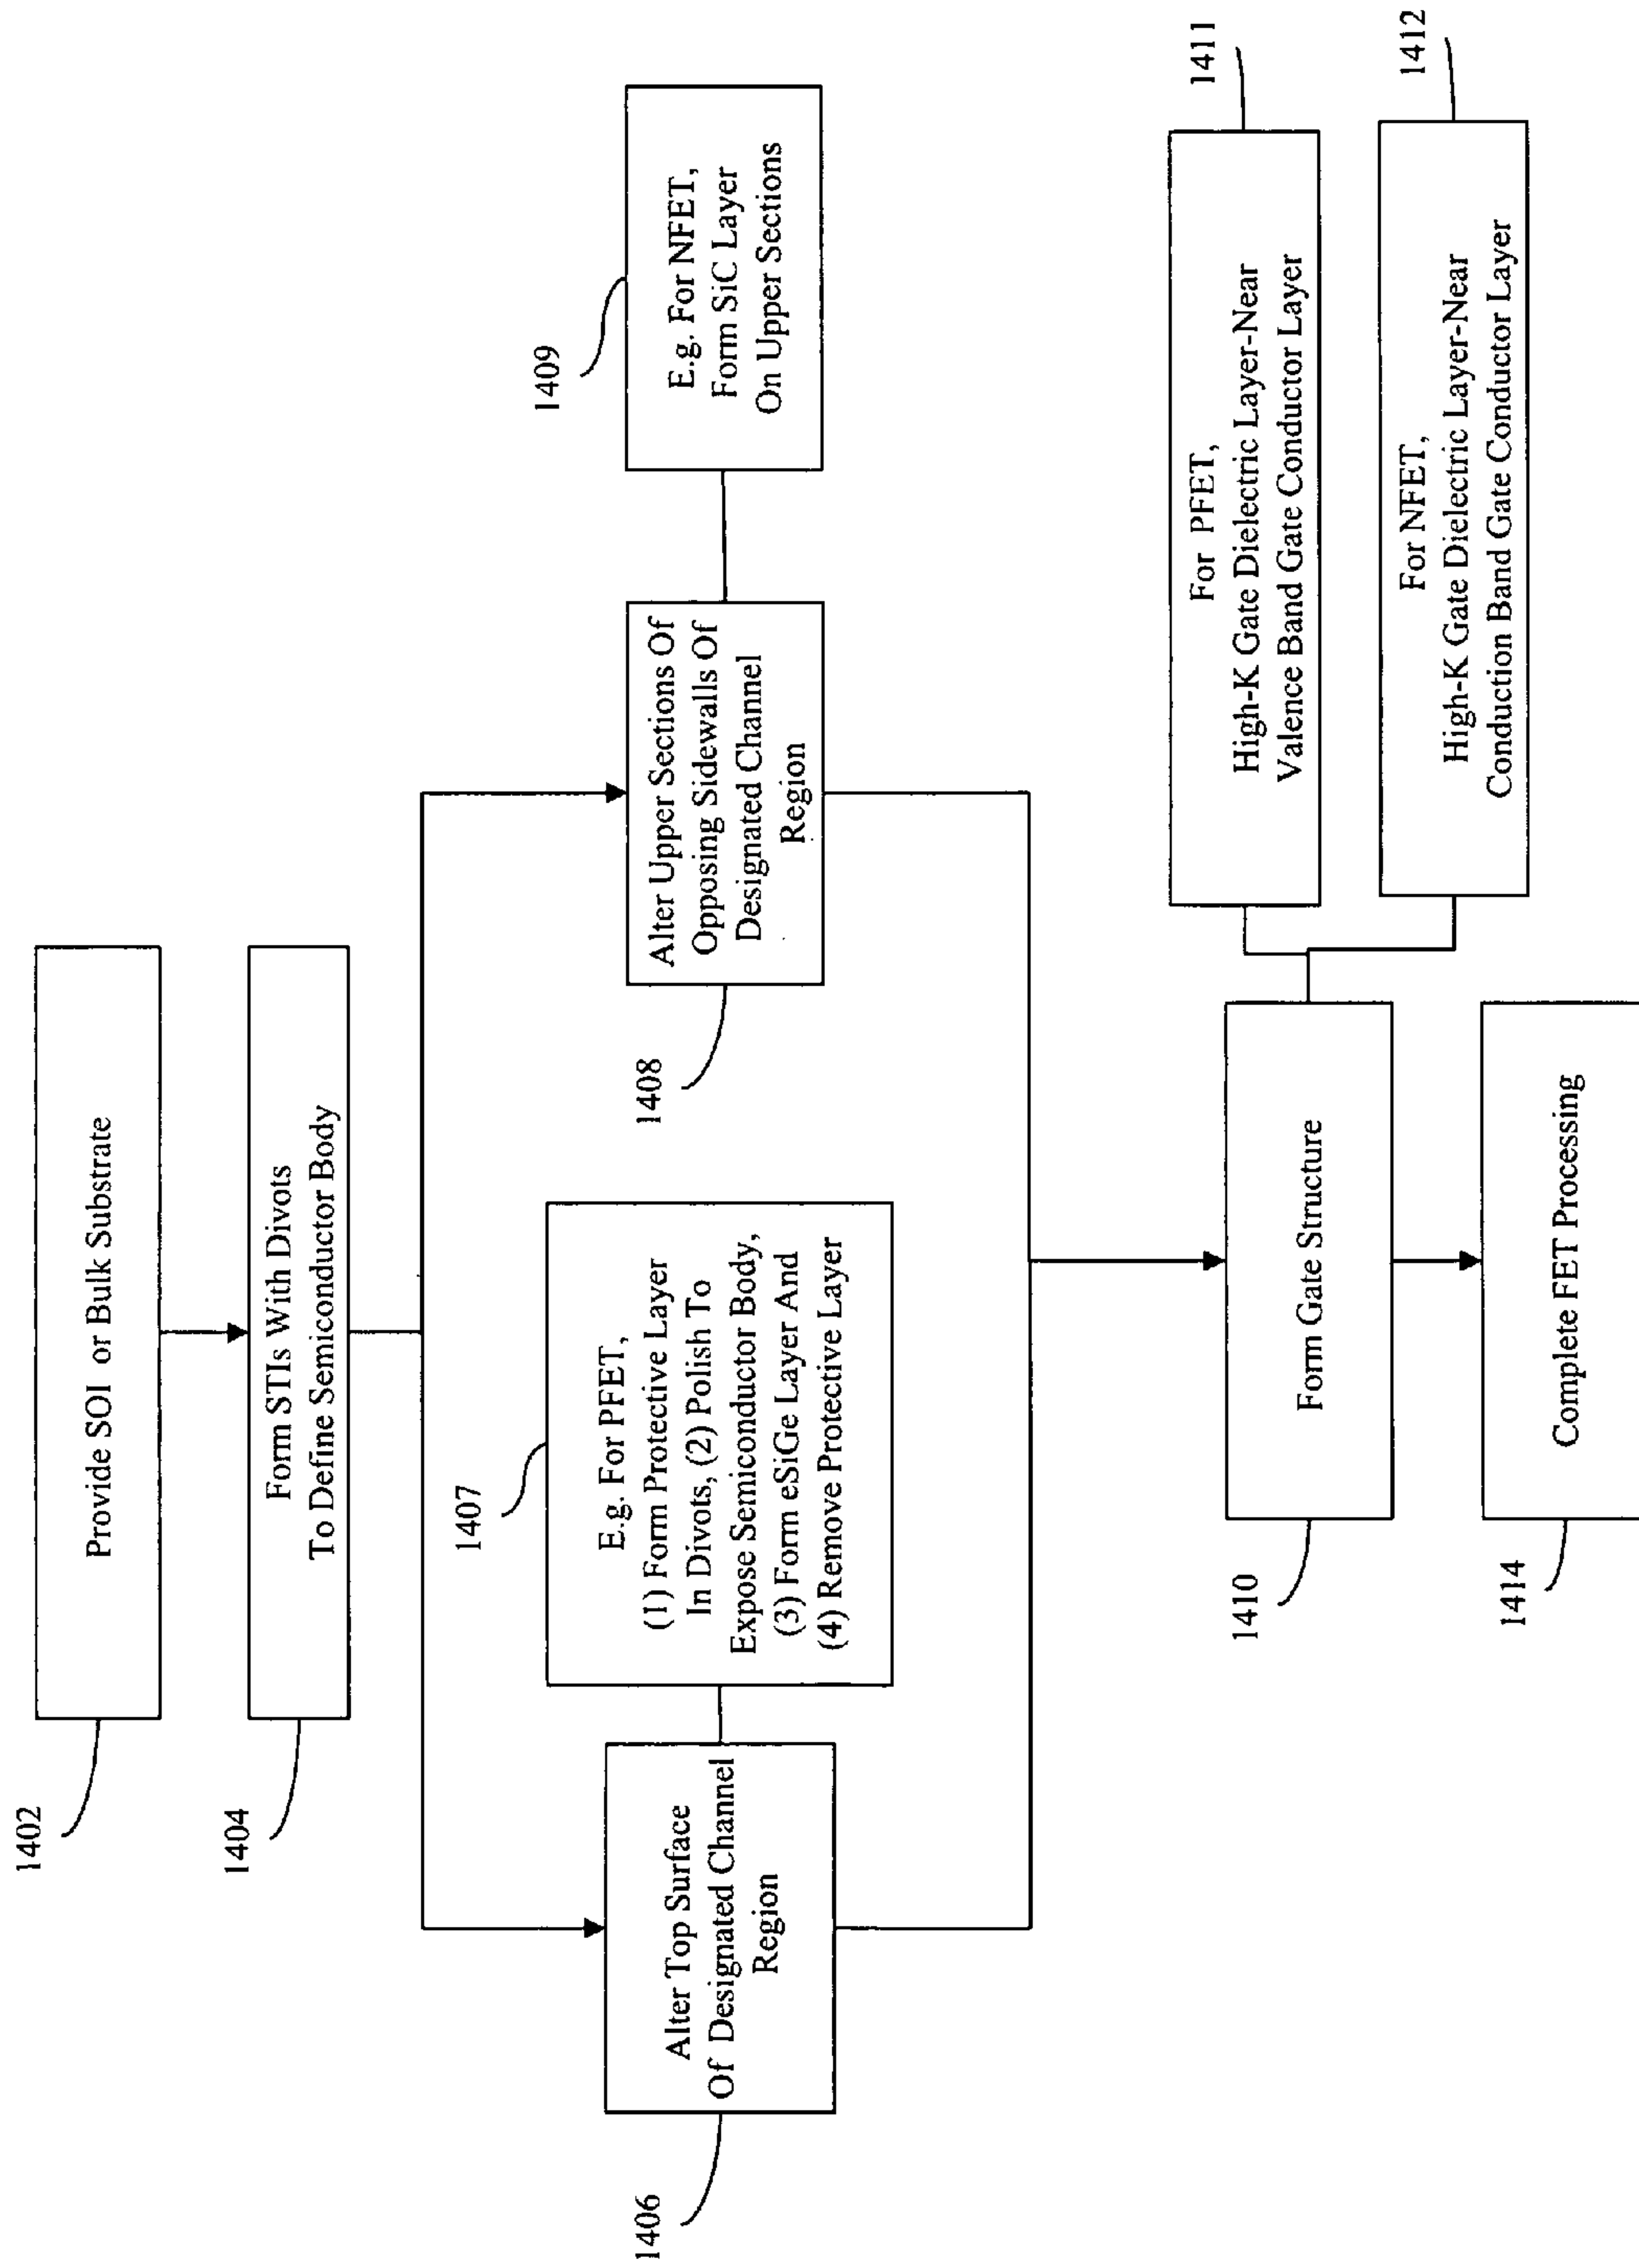 1402
Provide SOI or Bulk Substrate
1404
Form STIs With Divots
To Define Semiconductor Body
1406
Alter Top Surface
Of Designated Channel
Region
1407
E.g. For PFET,
(1) Form Protective Layer
In Divots, (2) Polish To
Expose Semiconductor Body,
(3) Form eSiGe Layer And
(4) Remove Protective Layer
1408
Alter Upper Sections Of
Opposing Sidewalls Of
Designated Channel
Region
1409
E.g. For NFET,
Form SiC Layer
On Upper Sections
1410
Form Gate Structure
1411
For PFET,
High-K Gate Dielectric Layer-Near
Valence Band Gate Conductor Layer
1412
For NFET,
High-K Gate Dielectric Layer-Near
Conduction Band Gate Conductor Layer
1414
Complete FET Processing